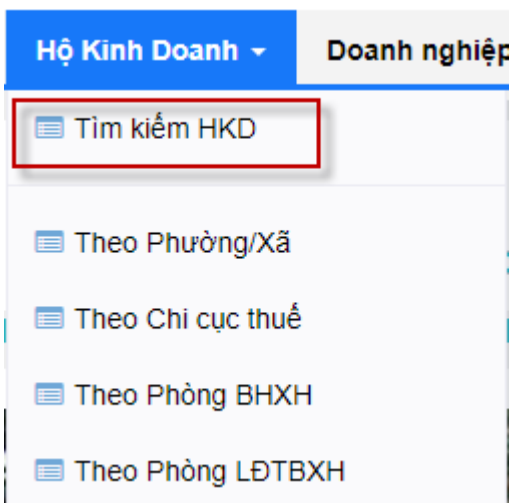 Hộ Kinh Doanh Doanh nghiệp
Tìm kiếm HKD
Theo Phường/Xã
Theo Chi cục thuế
Theo Phòng BHXH
Theo Phòng LĐTBXH